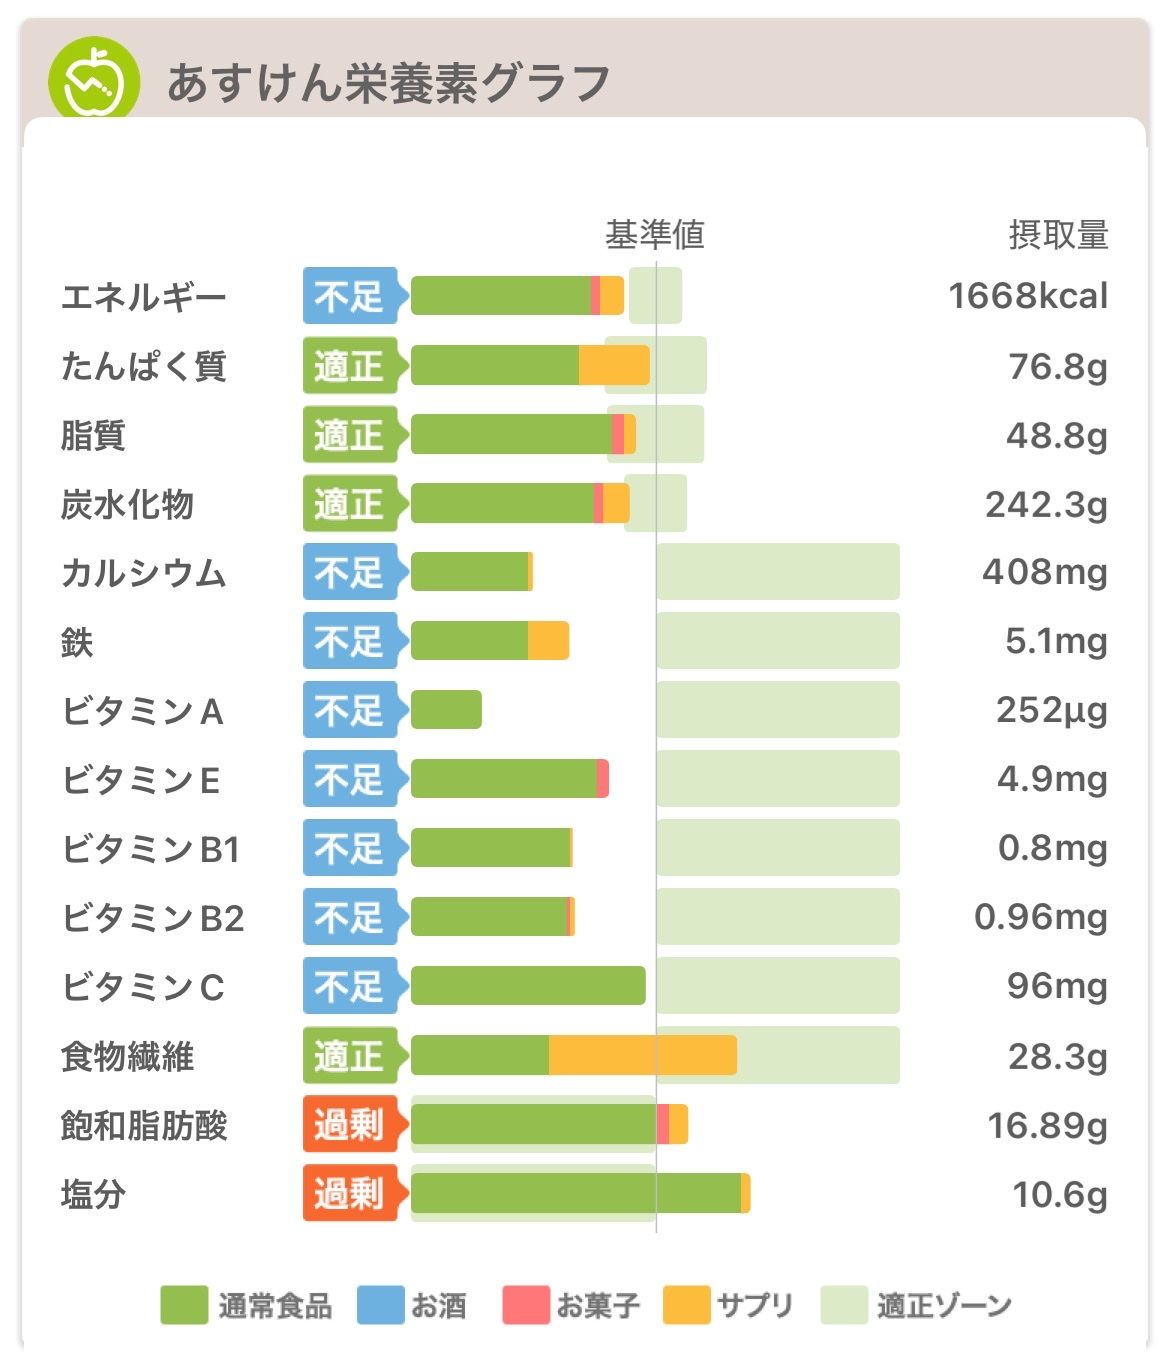 あすけん栄養素グラフ
基準値 摂取量
エネルギー 不足 1668kcal
たんぱく質 適正 76.8g
脂質 適正 48.8g
炭水化物 適正 242.3g
カルシウム 不足 408mg
鉄 不足 5.1mg
ビタミンA 不足 252μg
ビタミンE 不足 4.9mg
ビタミンB1 不足 0.8mg
ビタミンB2 不足 0.96mg
ビタミンC 不足 96mg
食物繊維 適正 28.3g
飽和脂肪酸 過剰 16.89g
塩分 過剰 10.6g
通常食品 お酒 お菓子 サプリ 適正ゾーン